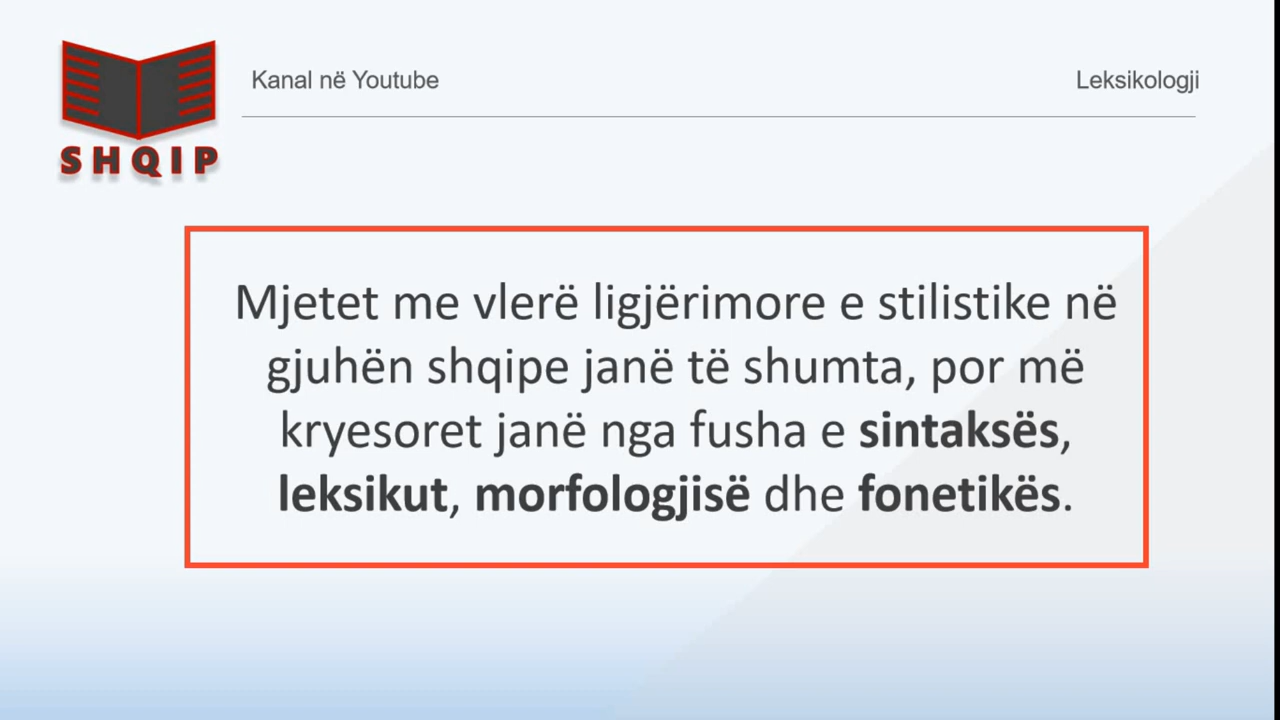 SHQIP
Kanal në Youtube
Leksikologji
Mjetet me vlerë ligjërimore e stilistike në
gjuhën shqipe janë të shumta, por më
kryesoret janë nga fusha e sintaksës,
leksikut, morfologjisë dhe fonetikës.